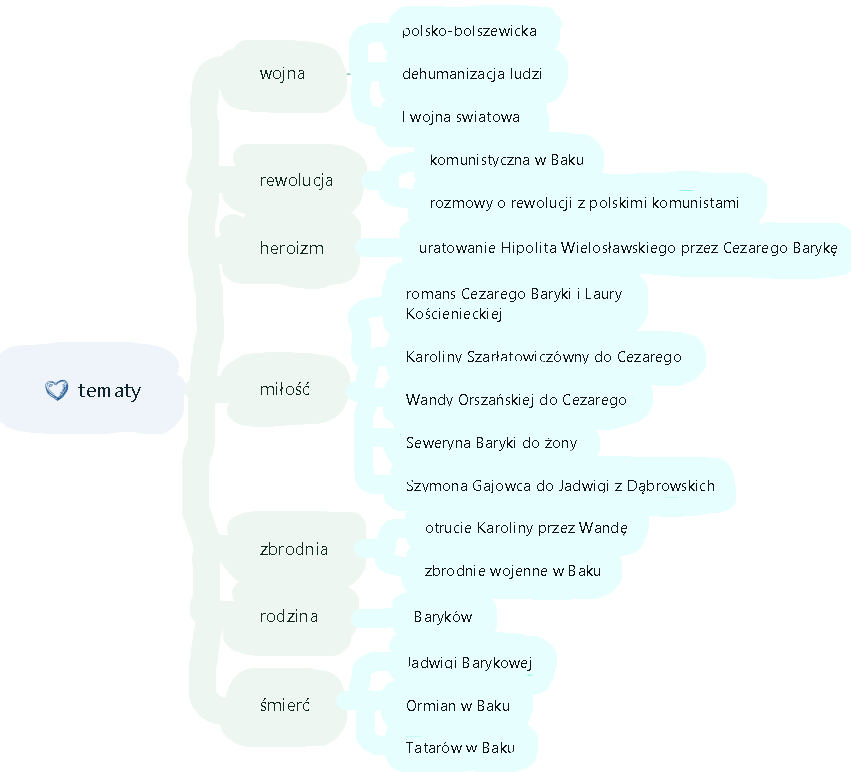 wojna
polsko-bolszewicka
dehumanizacja ludzi
I wojna swiatowa
rewolucja
komunistyczna w Baku
rozmowy o rewolucji z polskimi komunistami
heroizm
uratowanie Hipolita Wielosławskiego przez Cezarego Barykę
tematy
miłość
romans Cezarego Baryki i Laury
Kościenieckiej
Karoliny Szarłatowiczówny do Cezarego
Wandy Orszańskiej do Cezarego
Seweryna Baryki do żony
Szymona Gajowca do Jadwigi z Dąbrowskich
zbrodnia
otrucie Karoliny przez Wandę
zbrodnie wojenne w Baku
rodzina
Baryków
śmierć
Jadwigi Barykowej
Ormian w Baku
Tatarów w Baku